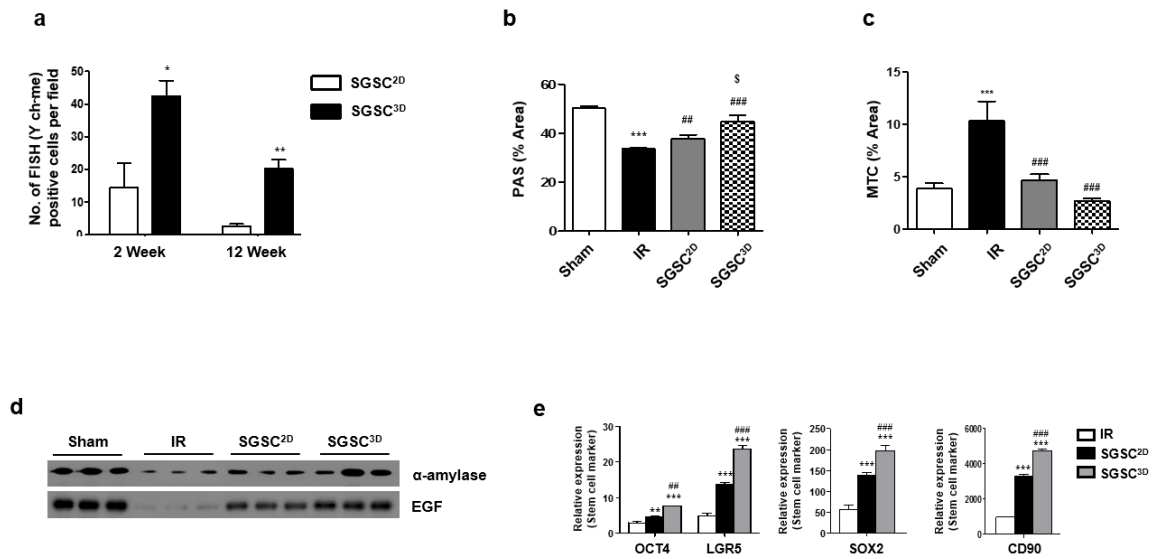 a
No. of FISH (Y ch-me)
positive cells per field
50
40
30
20
10
0
*
**
2 Week
12 Week
SGSC2D
SGSC3D
b
PAS (% Area)
60
40
20
0
***
##
$
###
Sham
IR
SGSC2D
SGSC3D
c
MTC (% Area)
15
10
5
0
***
###
###
Sham
IR
SGSC2D
SGSC3D
d
Sham IR SGSC2D SGSC3D
α-amylase
EGF
e
Relative expression
(Stem cell marker)
30
20
10
0
**
##
***
***
###
***
OCT4 LGR5
Relative expression
(Stem cell marker)
250
200
150
100
50
0
***
###
***
SOX2
Relative expression
(Stem cell marker)
6000
4500
3000
1500
0
***
###
***
CD90
IR
SGSC2D
SGSC3D